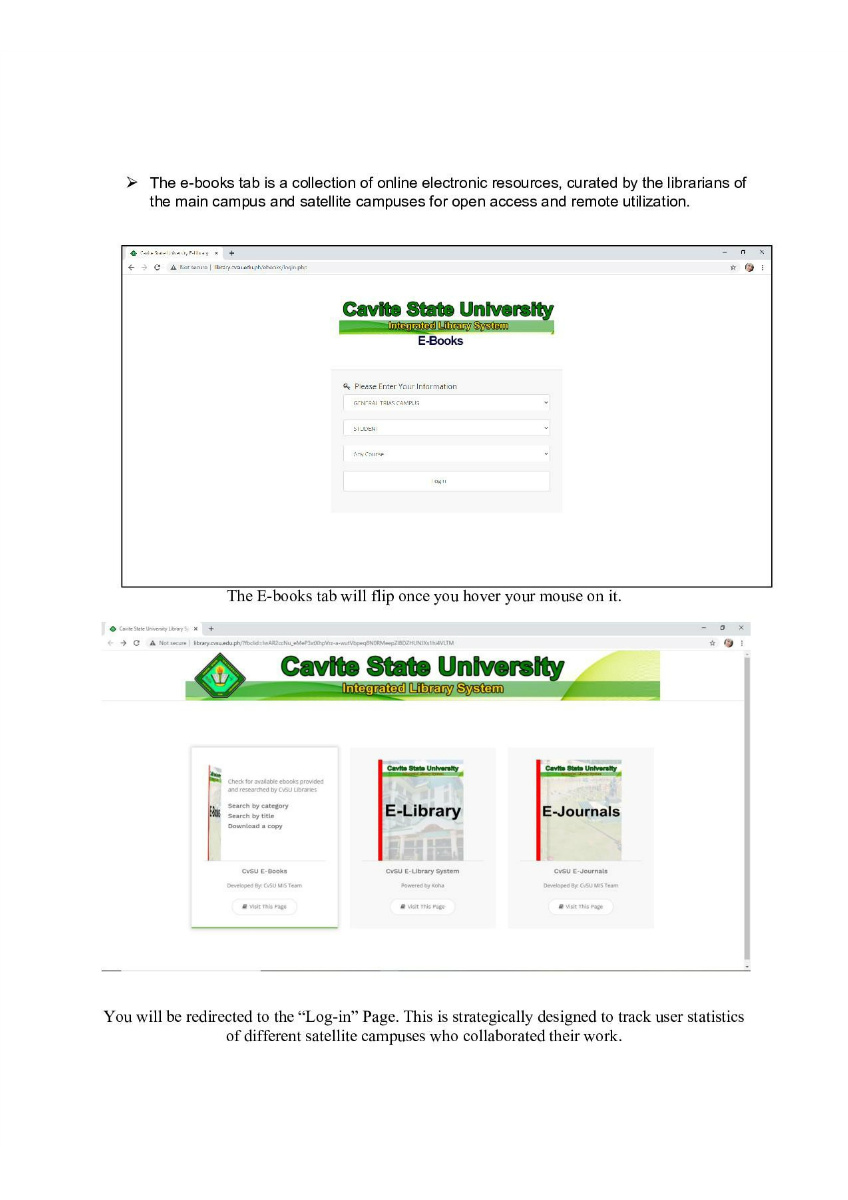 ➢ The e-books tab is a collection of online electronic resources, curated by the librarians of
the main campus and satellite campuses for open access and remote utilization.
Cavite State University E-Library
Not secure | library.cvsu.edu.ph/ebooks/login.php
Cavite State University
Integrated Library System
E-Books
Please Enter Your Information
GENERAL TRIAS CAMPUS
STUDENT
Any Course
Login
The E-books tab will flip once you hover your mouse on it.
Cavite State University Library Sy
Not secure | library.cvsu.edu.ph/
Cavite State University
Integrated Library System
Check for available ebooks provided
and researched by CvSU Libraries
Search by category
Search by title
Download a copy
CvSU E-Books
Developed By: CvSU MIS Team
Visit This Page
Cavite State University
E-Library
CvSU E-Library System
Powered by Koha
Visit This Page
Cavite State University
E-Journals
CvSU E-Journals
Developed By: CvSU MIS Team
Visit This Page
You will be redirected to the “Log-in” Page. This is strategically designed to track user statistics
of different satellite campuses who collaborated their work.